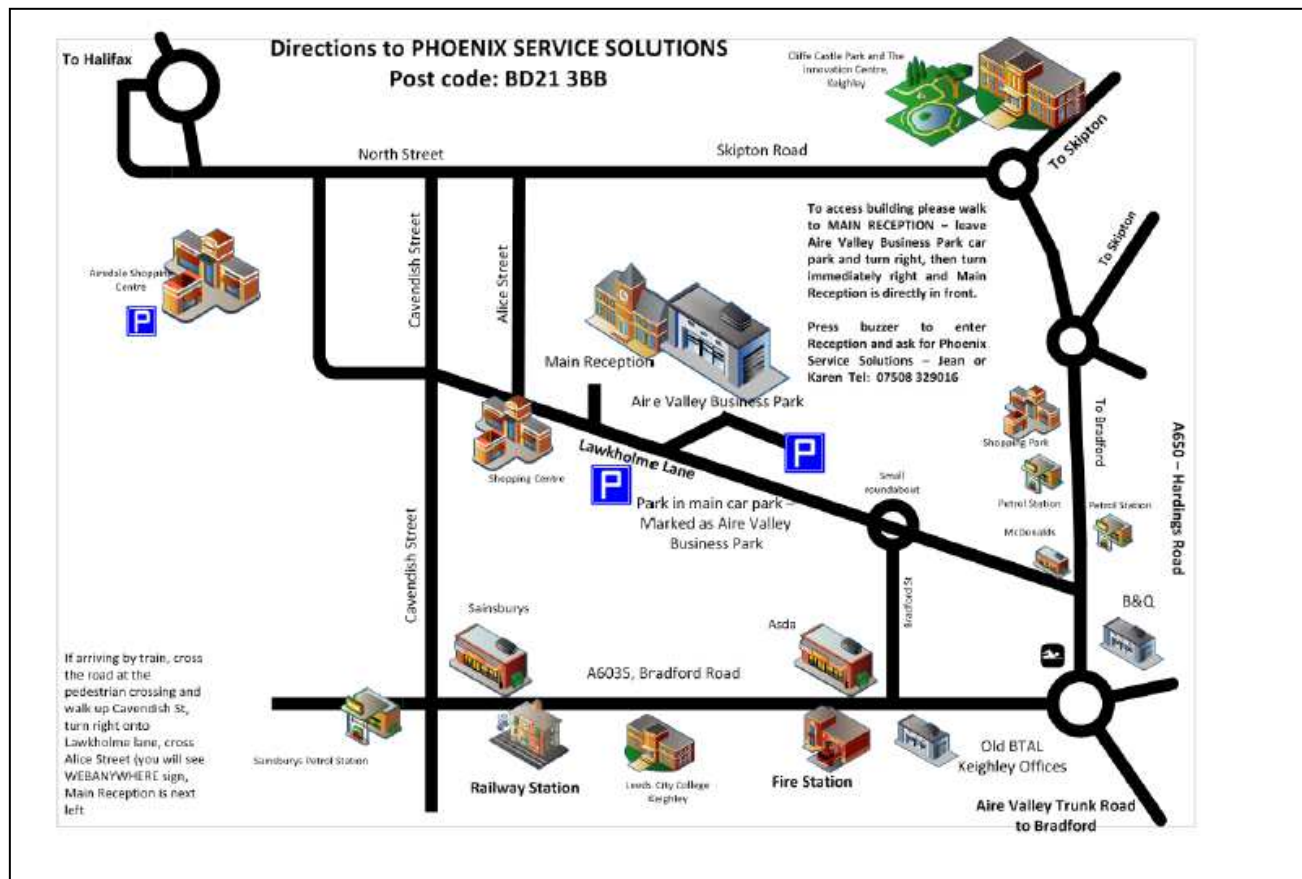 Directions to PHOENIX SERVICE SOLUTIONS
Post code: BD21 3BB
To Halifax
Cliffe Castle Park and The
Innovation Centre,
Keighley
To Skipton
North Street
Skipton Road
To access building please walk
to MAIN RECEPTION – leave
Aire Valley Business Park car
park and turn right, then turn
immediately right and Main
Reception is directly in front.
Press buzzer to enter
Reception and ask for Phoenix
Service Solutions – Jean or
Karen Tel: 07508 329016
To Skipton
Cavendish Street
Alice Street
Airedale Shopping
Centre
P
Main Reception
Aire Valley Business Park
To Bradford
A650 – Hardings Road
Shopping Park
Petrol Station
Petrol Station
McDonalds
Lawkholme Lane
P
P
Shopping Centre
Small
roundabout
Park in main car park –
Marked as Aire Valley
Business Park
Cavendish Street
Bradford St
B&Q
Sainsburys
Asda
A6035, Bradford Road
If arriving by train, cross
the road at the
pedestrian crossing and
walk up Cavendish St,
turn right onto
Lawkholme lane, cross
Alice Street (you will see
WEBANYWHERE sign,
Main Reception is next
left
Sainsburys Petrol Station
Railway Station
Leeds City College
Keighley
Fire Station
Old BTAL
Keighley Offices
Aire Valley Trunk Road
to Bradford